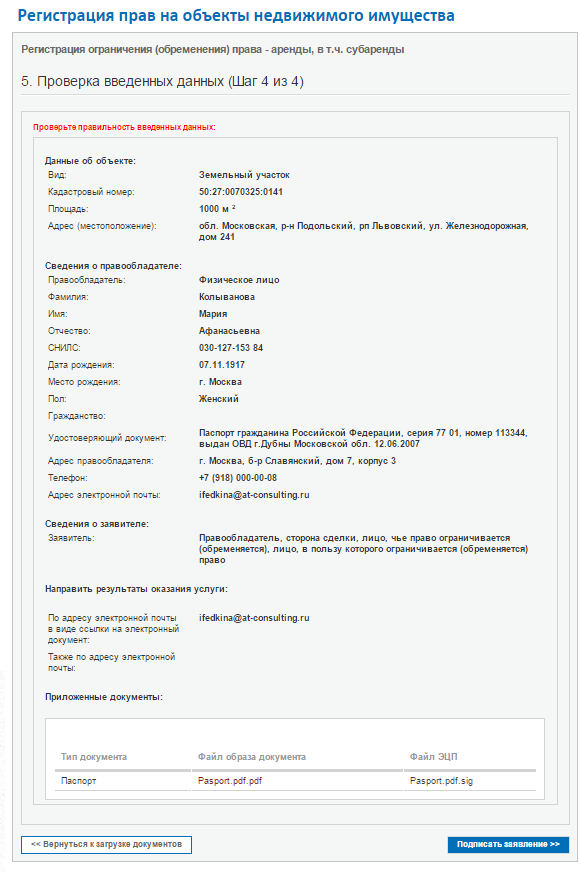 Регистрация прав на объекты недвижимого имущества
Регистрация ограничения (обременения) права - аренды, в т.ч. субаренды
5. Проверка введенных данных (Шаг 4 из 4)
Проверьте правильность введенных данных:
Данные об объекте:
Вид: Земельный участок
Кадастровый номер: 50:27:0070325:0141
Площадь: 1000 м ²
Адрес (местоположение): обл. Московская, р-н Подольский, рп Львовский, ул. Железнодорожная,
дом 241
Сведения о правообладателе:
Правообладатель: Физическое лицо
Фамилия: Колыванова
Имя: Мария
Отчество: Афанасьевна
СНИЛС: 030-127-153 84
Дата рождения: 07.11.1917
Место рождения: г. Москва
Пол: Женский
Гражданство:
Удостоверяющий документ: Паспорт гражданина Российской Федерации, серия 77 01, номер 113344,
выдан ОВД г.Дубны Московской обл. 12.06.2007
Адрес правообладателя: г. Москва, б-р Славянский, дом 7, корпус 3
Телефон: +7 (918) 000-00-08
Адрес электронной почты: ifedkina@at-consulting.ru
Сведения о заявителе:
Заявитель: Правообладатель, сторона сделки, лицо, чье право ограничивается
(обременяется), лицо, в пользу которого ограничивается (обременяется)
право
Направить результаты оказания услуги:
По адресу электронной почты ifedkina@at-consulting.ru
в виде ссылки на электронный
документ:
Также по адресу электронной
почты:
Приложенные документы:
Тип документа Файл образа документа Файл ЭЦП
Паспорт Pasport.pdf.pdf Pasport.pdf.sig
<< Вернуться к загрузке документов Подписать заявление >>